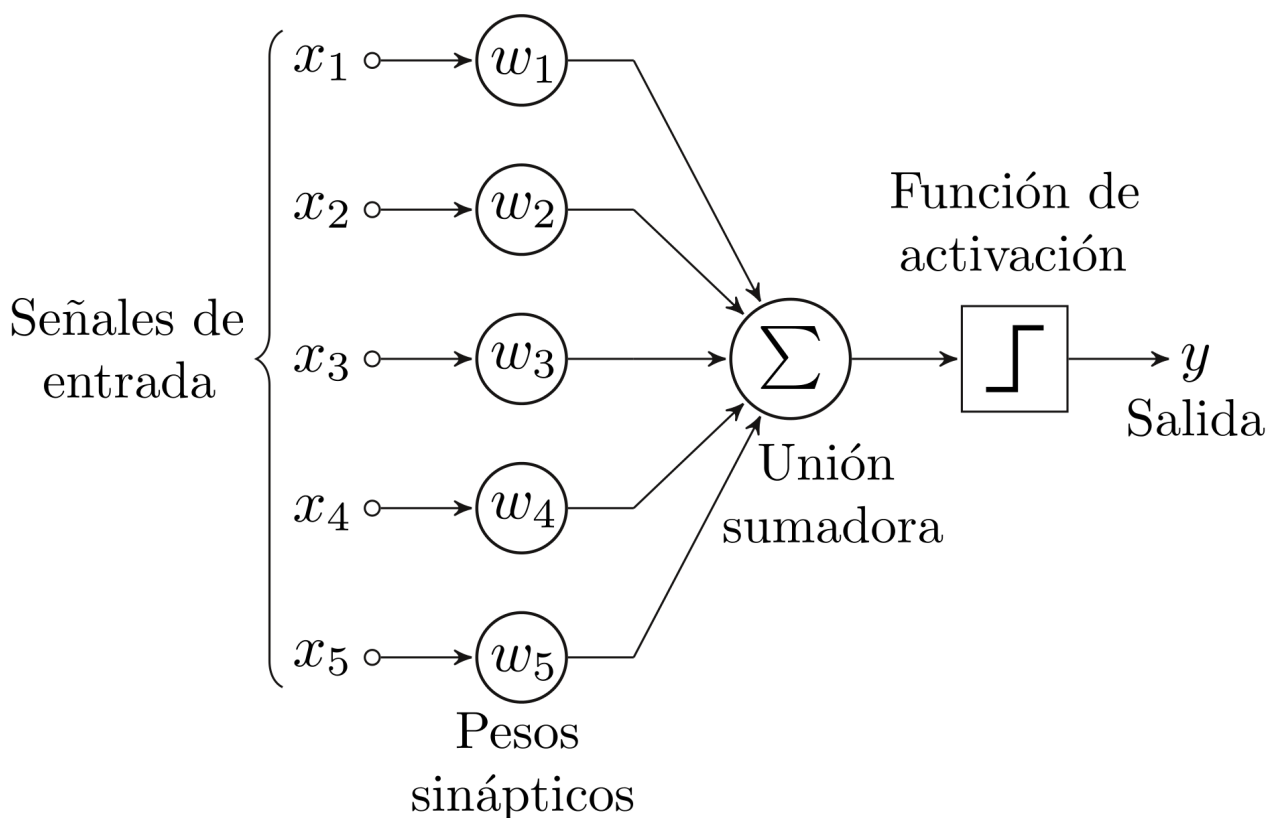 x₁ w₁
x₂ w₂
Función de
activación
Señales de
entrada
x₃ w₃ ∑ y
Salida
Unión
sumadora
x₄ w₄
x₅ w₅
Pesos
sinápticos